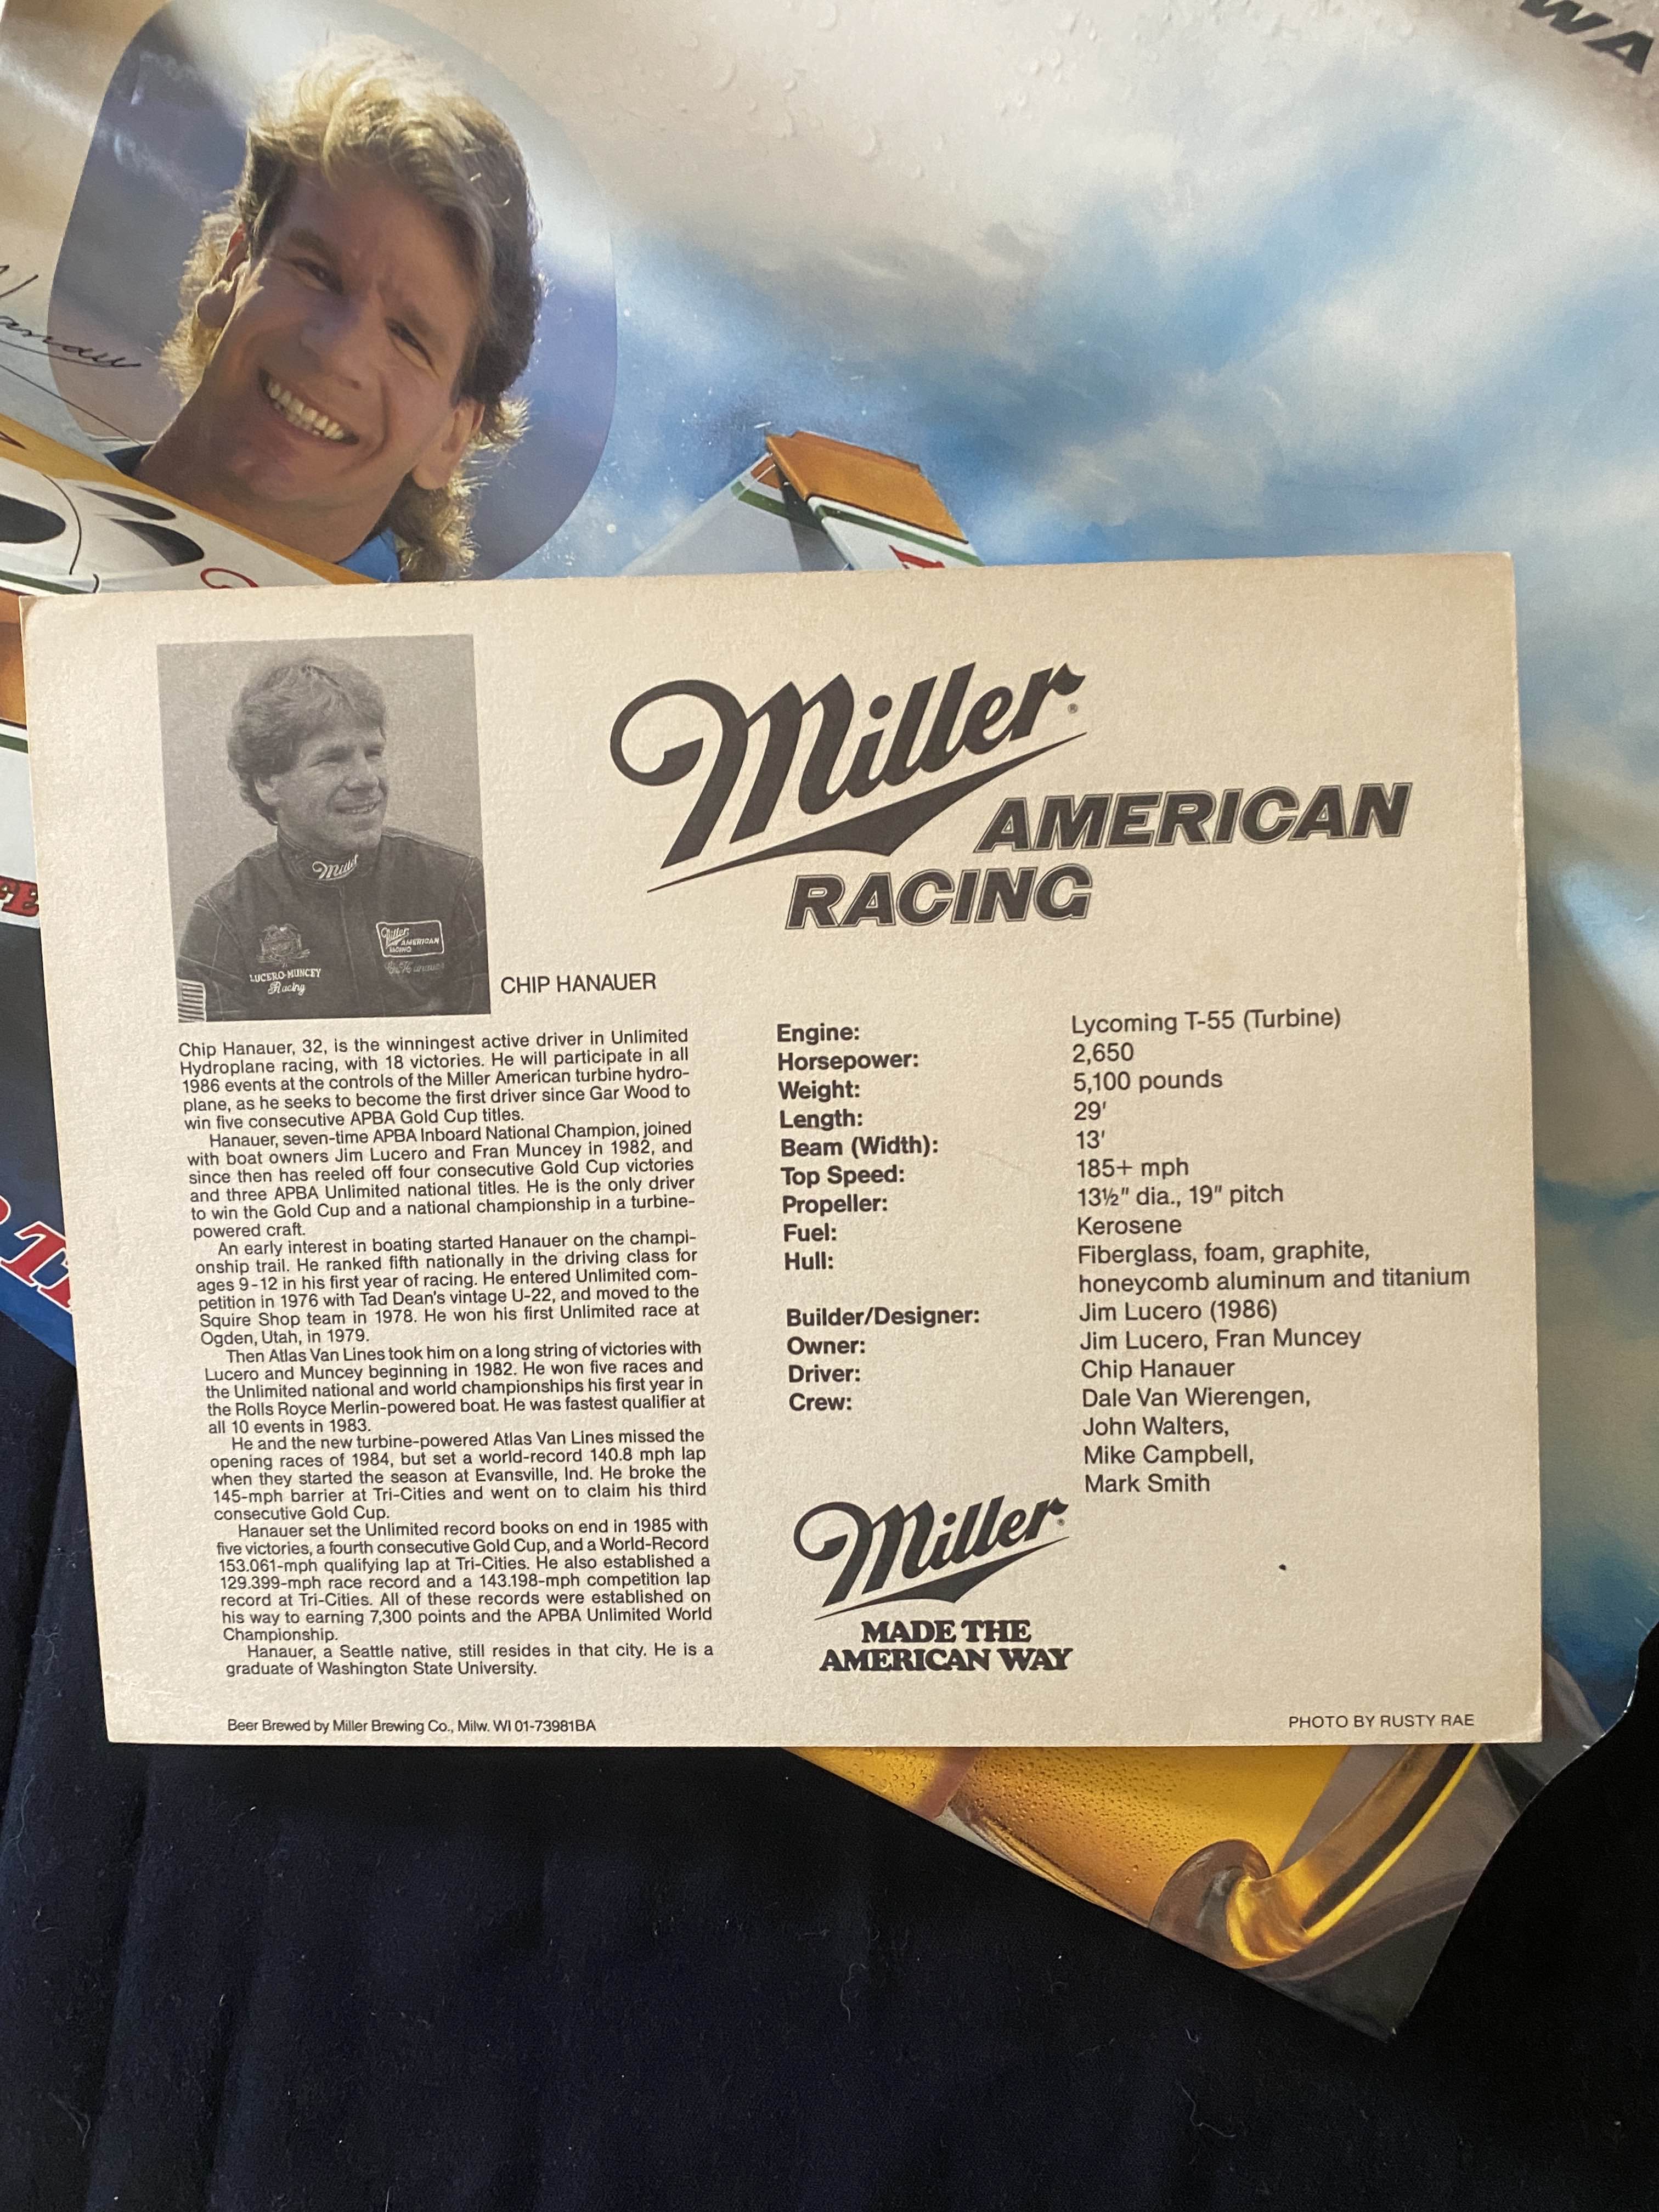 WA
Hanauer
Miller®
AMERICAN
RACING
Miller
LUCERO-MUNCEY
Racing
Miller
AMERICAN
RACING
CHIP HANAUER
Chip Hanauer, 32, is the winningest active driver in Unlimited
Hydroplane racing, with 18 victories. He will participate in all
1986 events at the controls of the Miller American turbine hydro-
plane, as he seeks to become the first driver since Gar Wood to
win five consecutive APBA Gold Cup titles.
Hanauer, seven-time APBA Inboard National Champion, joined
with boat owners Jim Lucero and Fran Muncey in 1982, and
since then has reeled off four consecutive Gold Cup victories
and three APBA Unlimited national titles. He is the only driver
to win the Gold Cup and a national championship in a turbine-
powered craft.
An early interest in boating started Hanauer on the champi-
onship trail. He ranked fifth nationally in the driving class for
ages 9-12 in his first year of racing. He entered Unlimited com-
petition in 1976 with Tad Dean's vintage U-22, and moved to the
Squire Shop team in 1978. He won his first Unlimited race at
Ogden, Utah, in 1979.
Then Atlas Van Lines took him on a long string of victories with
Lucero and Muncey beginning in 1982. He won five races and
the Unlimited national and world championships his first year in
the Rolls Royce Merlin-powered boat. He was fastest qualifier at
all 10 events in 1983.
He and the new turbine-powered Atlas Van Lines missed the
opening races of 1984, but set a world-record 140.8 mph lap
when they started the season at Evansville, Ind. He broke the
145-mph barrier at Tri-Cities and went on to claim his third
consecutive Gold Cup.
Hanauer set the Unlimited record books on end in 1985 with
five victories, a fourth consecutive Gold Cup, and a World-Record
153.061-mph qualifying lap at Tri-Cities. He also established a
129.399-mph race record and a 143.198-mph competition lap
record at Tri-Cities. All of these records were established on
his way to earning 7,300 points and the APBA Unlimited World
Championship.
Hanauer, a Seattle native, still resides in that city. He is a
graduate of Washington State University.
Engine: Lycoming T-55 (Turbine)
Horsepower: 2,650
Weight: 5,100 pounds
Length: 29'
Beam (Width): 13'
Top Speed: 185+ mph
Propeller: 13½" dia., 19" pitch
Fuel: Kerosene
Hull: Fiberglass, foam, graphite,
honeycomb aluminum and titanium
Builder/Designer: Jim Lucero (1986)
Owner: Jim Lucero, Fran Muncey
Driver: Chip Hanauer
Crew: Dale Van Wierengen,
John Walters,
Mike Campbell,
Mark Smith
Miller®
MADE THE
AMERICAN WAY
Beer Brewed by Miller Brewing Co., Milw. WI 01-73981BA
PHOTO BY RUSTY RAE